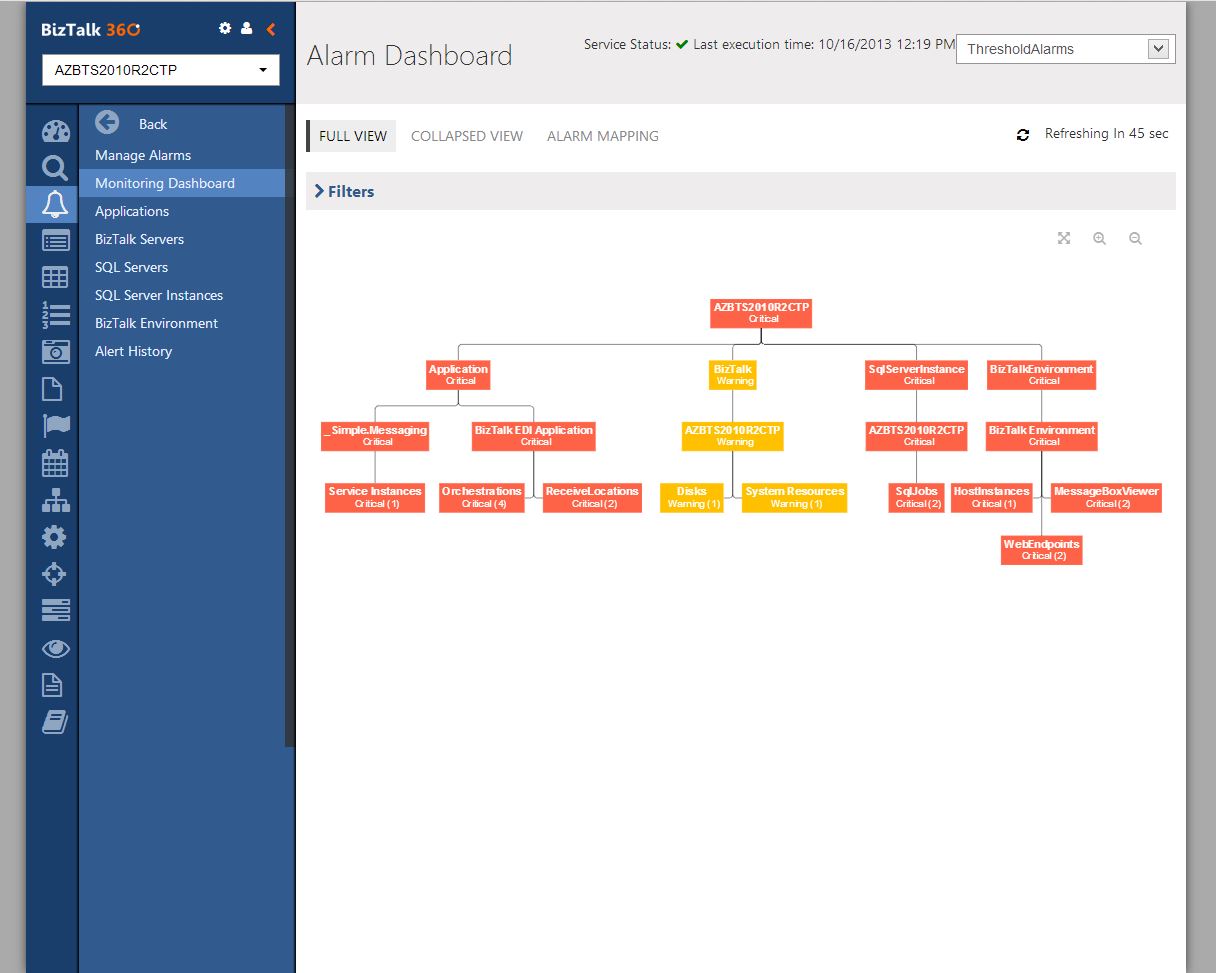 BizTalk 360
AZBTS2010R2CTP
Back
Manage Alarms
Monitoring Dashboard
Applications
BizTalk Servers
SQL Servers
SQL Server Instances
BizTalk Environment
Alert History
1
2
3
Alarm Dashboard
Service Status: Last execution time: 10/16/2013 12:19 PM
ThresholdAlarms
FULL VIEW COLLAPSED VIEW ALARM MAPPING
Refreshing In 45 sec
Filters
AZBTS2010R2CTP
Critical
Application
Critical
BizTalk
Warning
SqlServerInstance
Critical
BizTalkEnvironment
Critical
_Simple.Messaging
Critical
BizTalk EDI Application
Critical
AZBTS2010R2CTP
Warning
AZBTS2010R2CTP
Critical
BizTalk Environment
Critical
Service Instances
Critical (1)
Orchestrations
Critical (4)
ReceiveLocations
Critical (2)
Disks
Warning (1)
System Resources
Warning (1)
SqlJobs
Critical (2)
HostInstances
Critical (1)
MessageBoxViewer
Critical (2)
WebEndpoints
Critical (2)